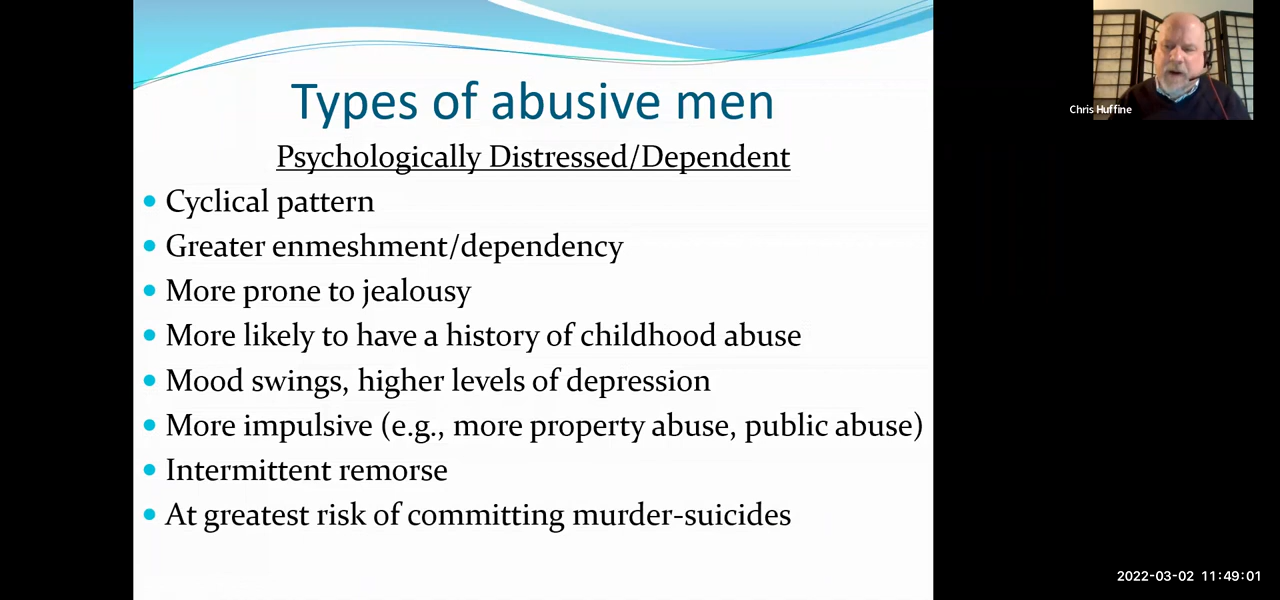 Types of abusive men
Psychologically Distressed/Dependent
• Cyclical pattern
• Greater enmeshment/dependency
• More prone to jealousy
• More likely to have a history of childhood abuse
• Mood swings, higher levels of depression
• More impulsive (e.g., more property abuse, public abuse)
• Intermittent remorse
• At greatest risk of committing murder-suicides
Chris Huffine
2022-03-02 11:49:01